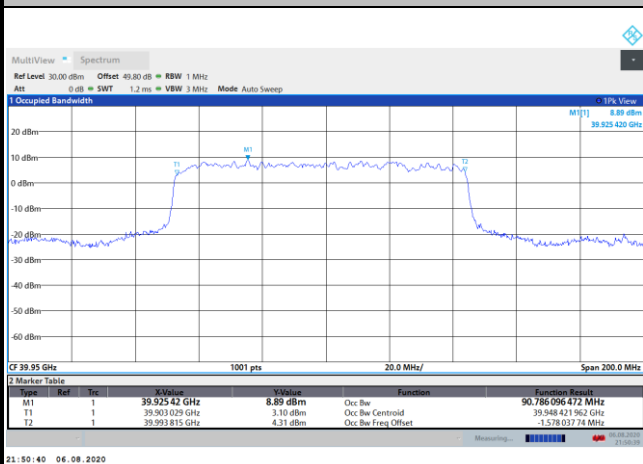 MultiView Spectrum
Ref Level 30.00 dBm Offset 49.80 dB RBW 1 MHz
Att 0 dB SWT 1.2 ms VBW 3 MHz Mode Auto Sweep
1 Occupied Bandwidth 1Pk View
M1[1] 8.89 dBm
39.925 420 GHz
20 dBm
M1
10 dBm
T1 T2
0 dBm
-10 dBm
-20 dBm
-30 dBm
-40 dBm
-50 dBm
-60 dBm
CF 39.95 GHz 1001 pts 20.0 MHz/ Span 200.0 MHz
2 Marker Table
Type Ref Trc X-Value Y-Value Function Function Result
M1 1 39.925 42 GHz 8.89 dBm Occ Bw 90.786 096 472 MHz
T1 1 39.903 029 GHz 3.10 dBm Occ Bw Centroid 39.948 421 962 GHz
T2 1 39.993 815 GHz 4.31 dBm Occ Bw Freq Offset -1.578 037 74 MHz
Measuring... 06.08.2020
21:50:39
21:50:40 06.08.2020